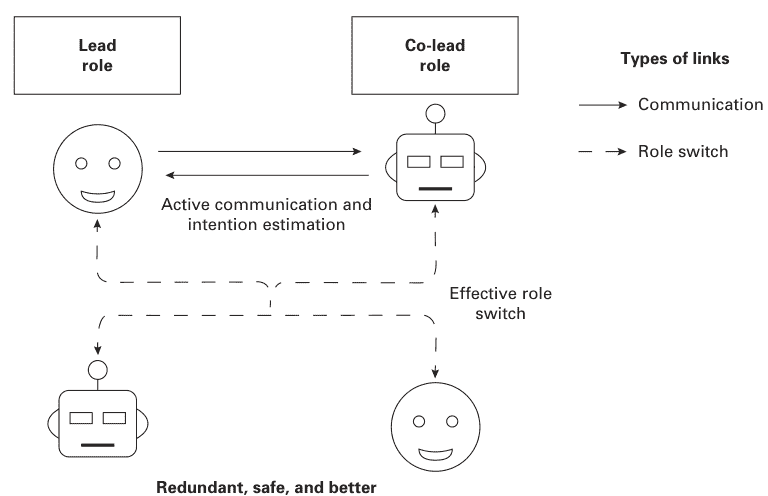 Lead
role
Co-lead
role
Types of links
Communication
Role switch
Active communication and
intention estimation
Effective role
switch
Redundant, safe, and better